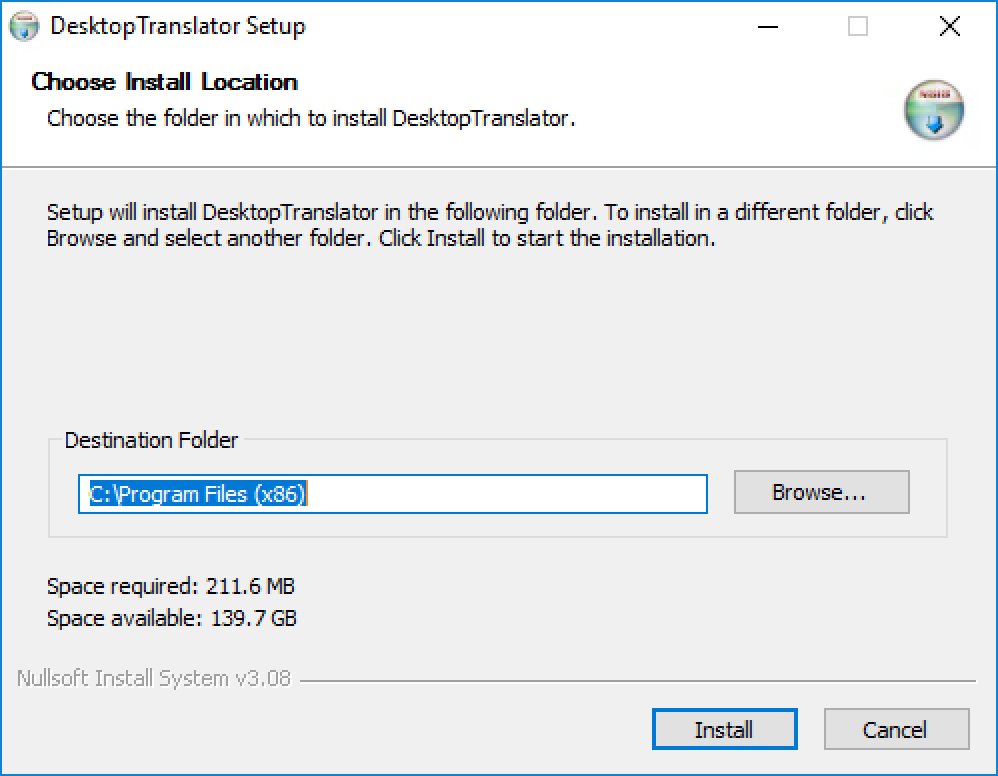 DesktopTranslator Setup
Choose Install Location
Choose the folder in which to install DesktopTranslator.
Setup will install DesktopTranslator in the following folder. To install in a different folder, click
Browse and select another folder. Click Install to start the installation.
Destination Folder
C:\Program Files (x86)
Browse...
Space required: 211.6 MB
Space available: 139.7 GB
Nullsoft Install System v3.08
Install
Cancel